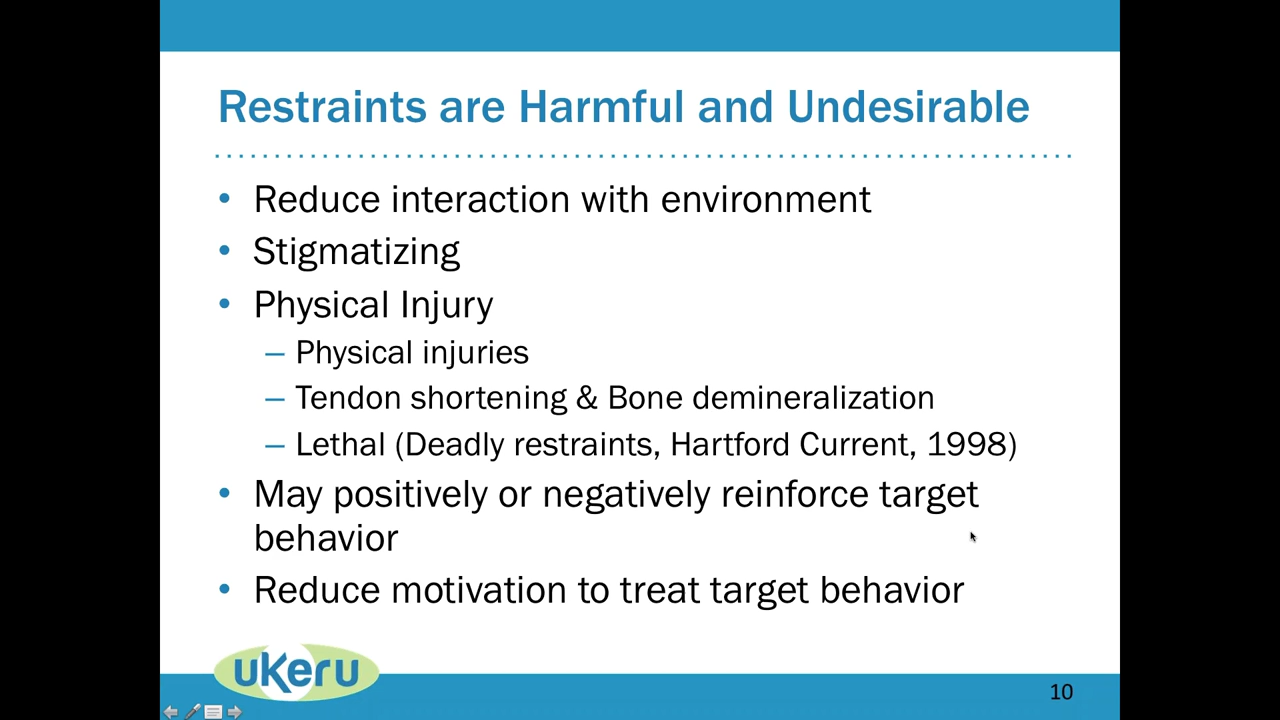 Restraints are Harmful and Undesirable
• Reduce interaction with environment
• Stigmatizing
• Physical Injury
– Physical injuries
– Tendon shortening & Bone demineralization
– Lethal (Deadly restraints, Hartford Current, 1998)
• May positively or negatively reinforce target
behavior
• Reduce motivation to treat target behavior
ukeru
10